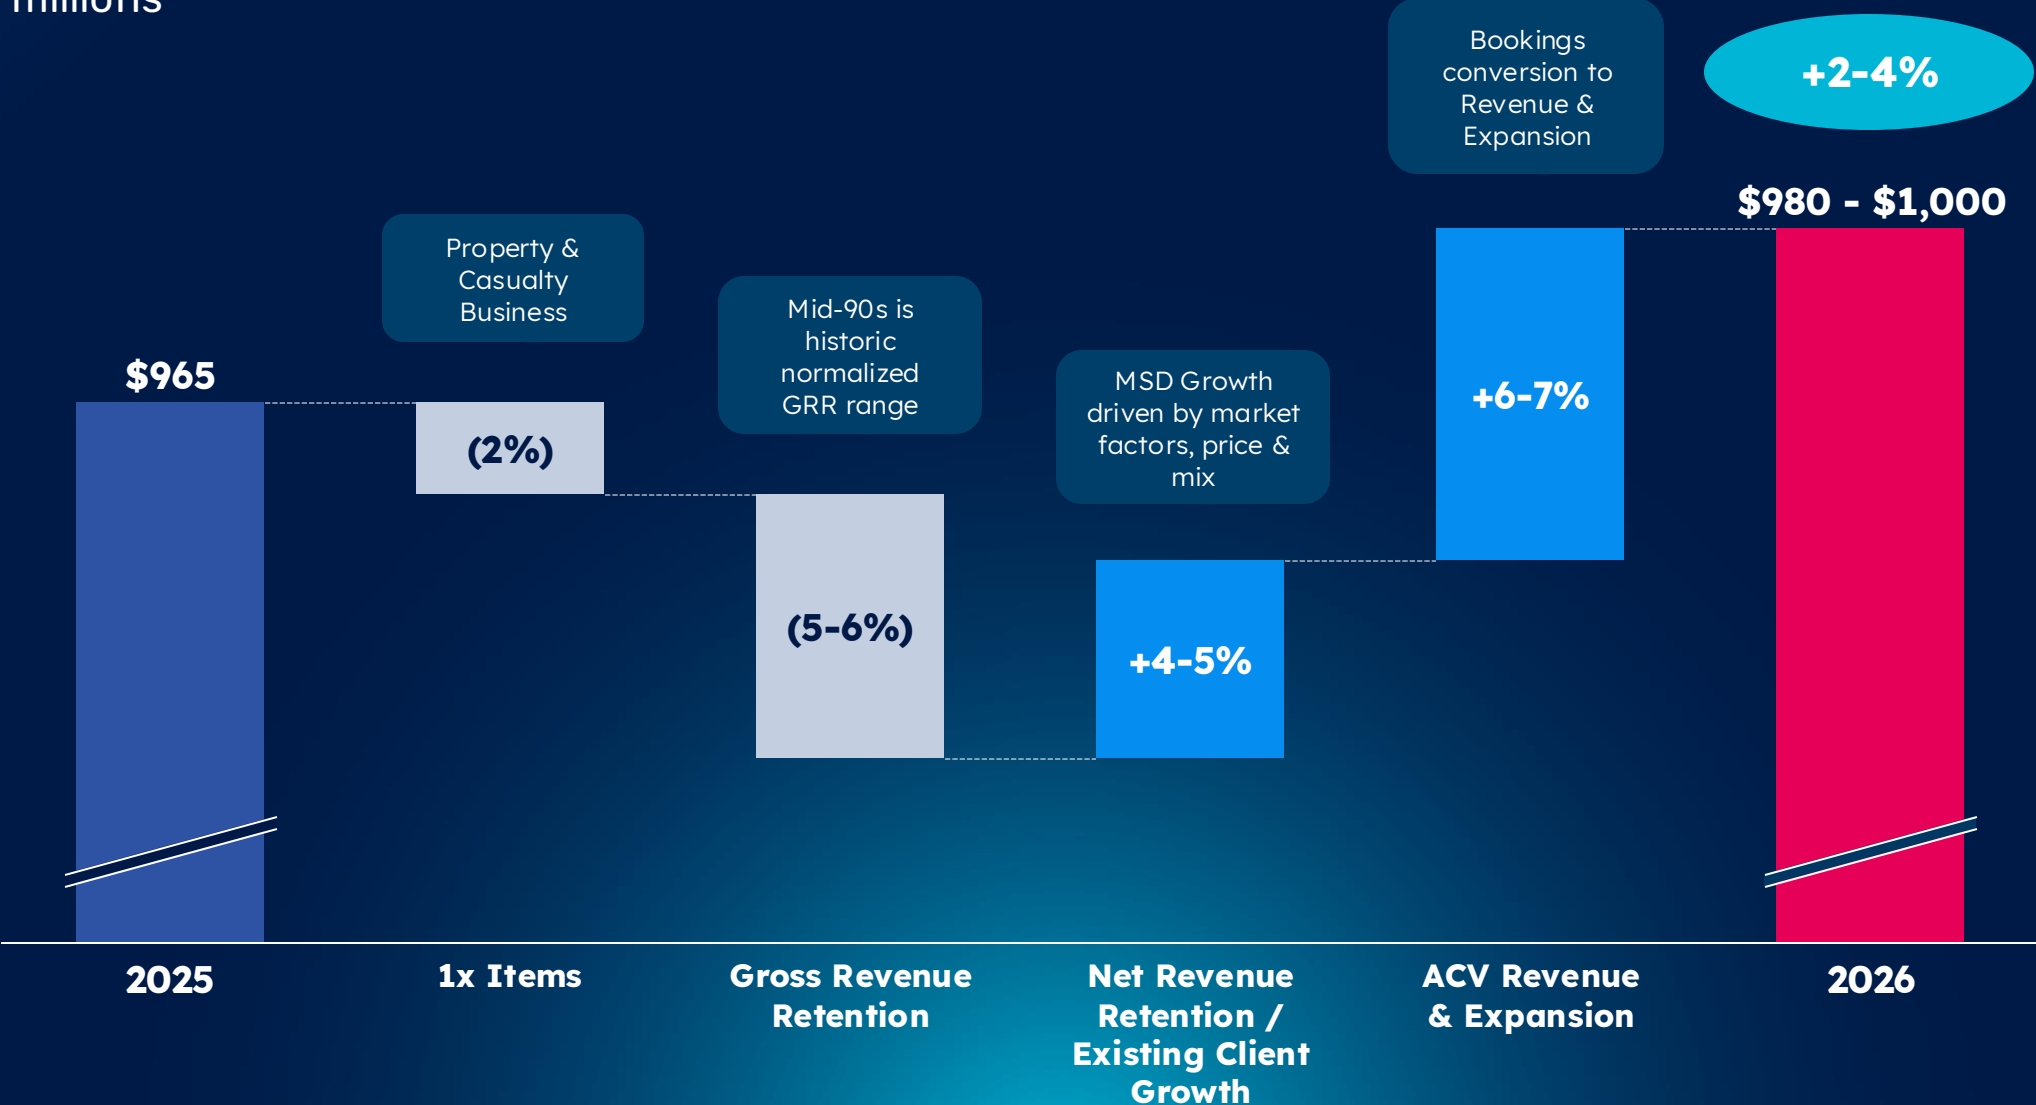 millions
Bookings
conversion to
Revenue &
Expansion
+2-4%
$980 - $1,000
Property &
Casualty
Business
Mid-90s is
historic
normalized
GRR range
MSD Growth
driven by market
factors, price &
mix
$965
(2%)
(5-6%)
+4-5%
+6-7%
2025
1x Items
Gross Revenue
Retention
Net Revenue
Retention /
Existing Client
Growth
ACV Revenue
& Expansion
2026